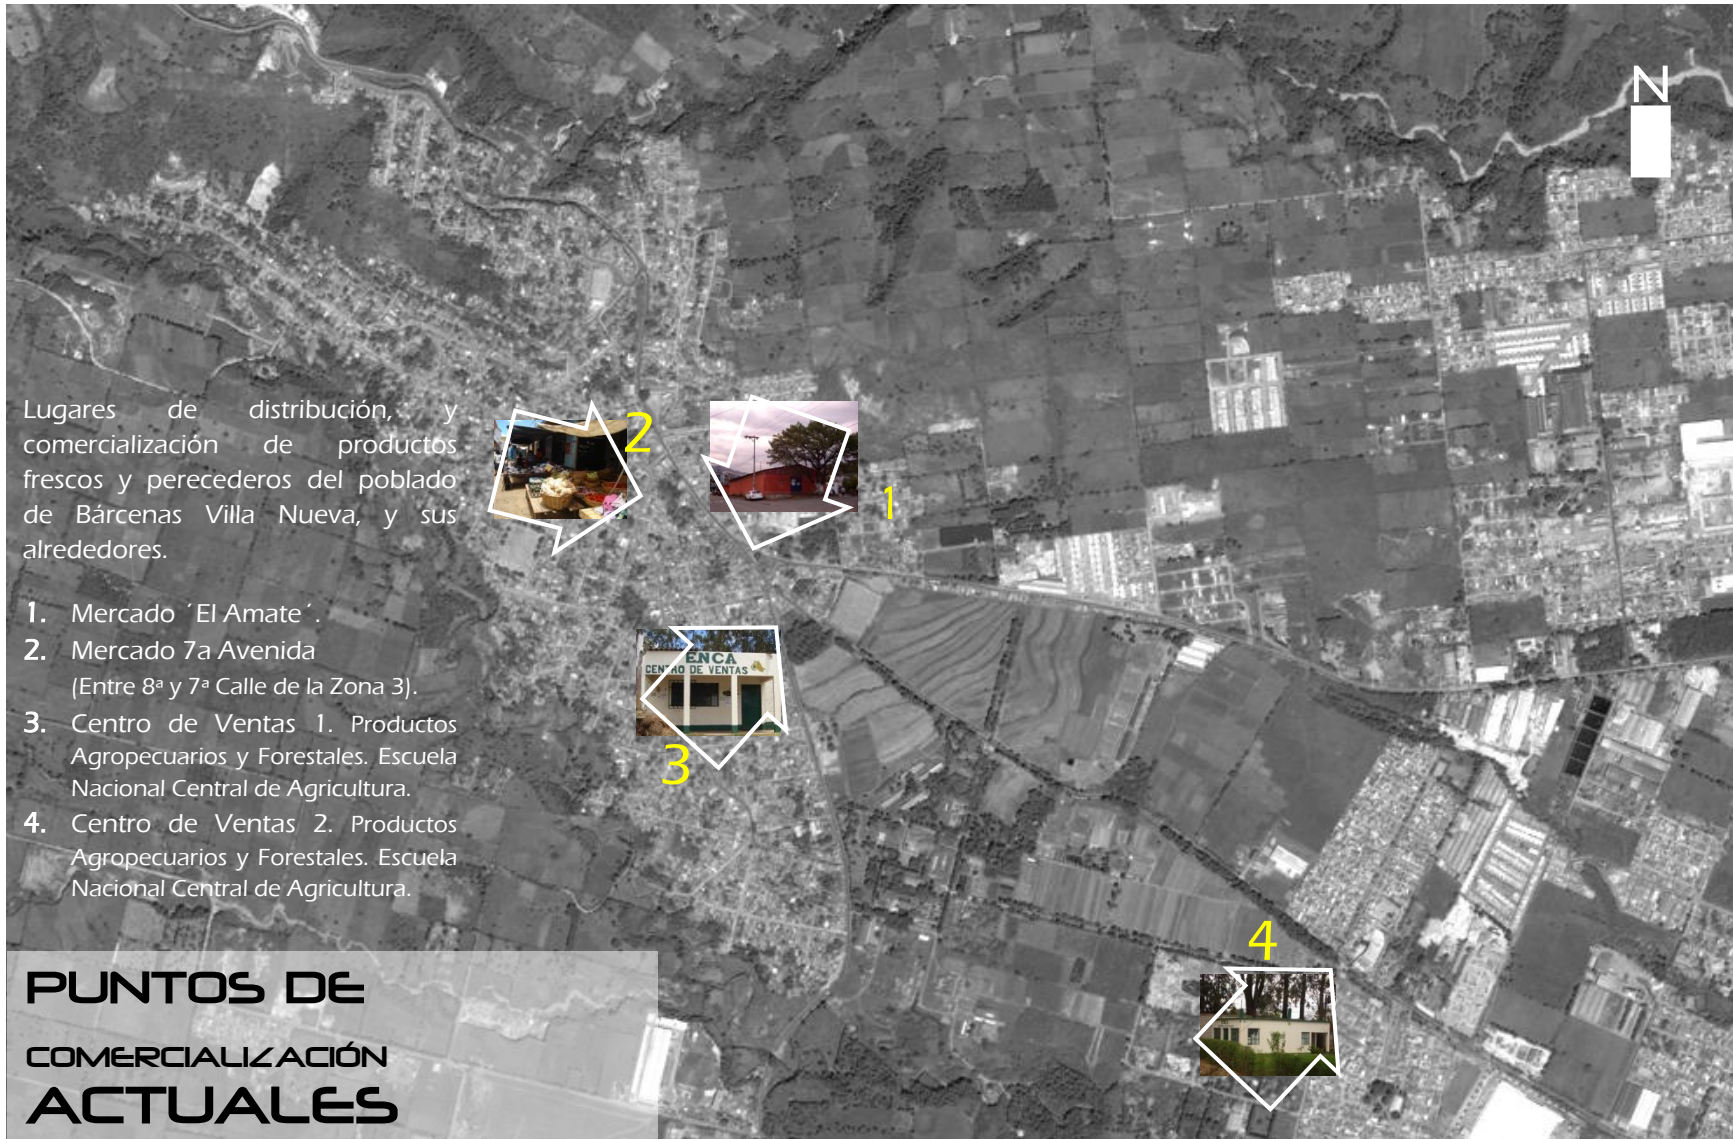 N
Lugares de distribución, y
comercialización de productos
frescos y perecederos del poblado
de Bárcenas Villa Nueva, y sus
alrededores.
1. Mercado ´El Amate´.
2. Mercado 7a Avenida
(Entre 8ª y 7ª Calle de la Zona 3).
3. Centro de Ventas 1. Productos
Agropecuarios y Forestales. Escuela
Nacional Central de Agricultura.
4. Centro de Ventas 2. Productos
Agropecuarios y Forestales. Escuela
Nacional Central de Agricultura.
2
1
ENCA
CENTRO DE VENTAS
3
4
PUNTOS DE
COMERCIALIZACIÓN
ACTUALES